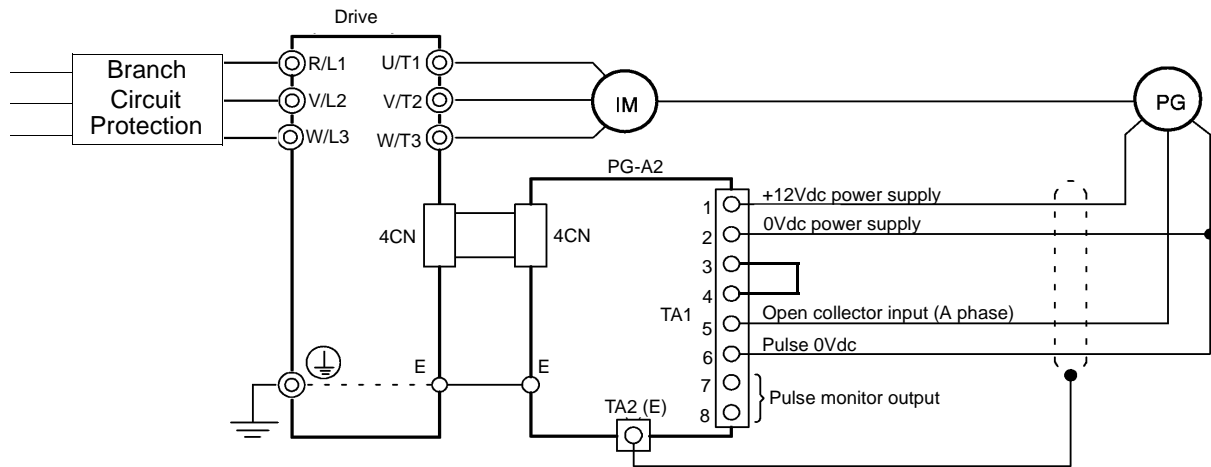 Drive
Branch
Circuit
Protection
R/L1
V/L2
W/L3
U/T1
V/T2
W/T3
IM
PG
PG-A2
4CN
4CN
1
2
3
4
5
6
7
8
TA1
+12Vdc power supply
0Vdc power supply
Open collector input (A phase)
Pulse 0Vdc
Pulse monitor output
E
E
TA2 (E)